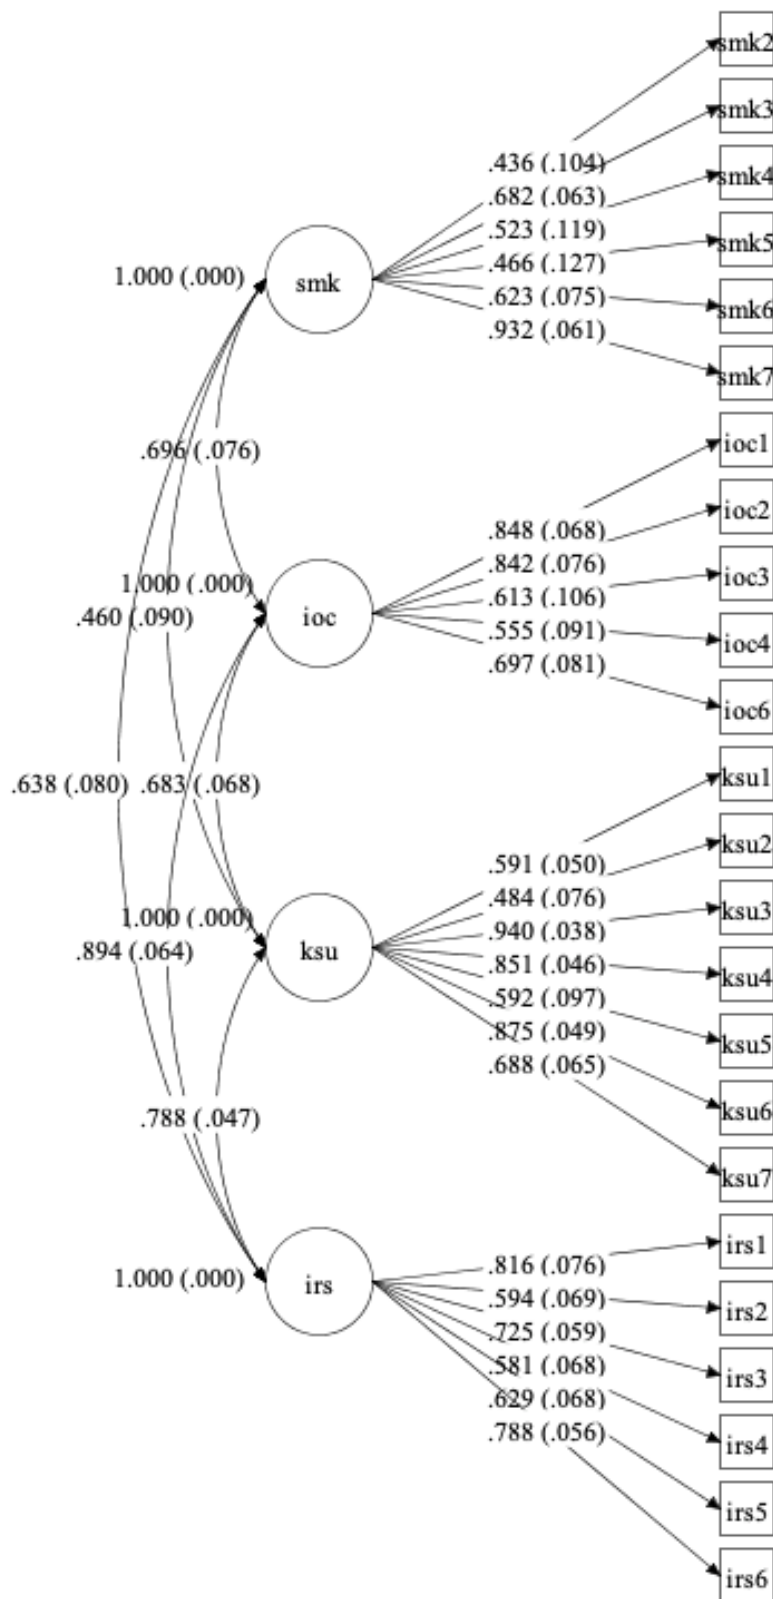 smk2
smk3
.436 (.104)
smk4
.682 (.063)
.523 (.119)
smk5
.466 (.127)
1.000 (.000)
smk
.623 (.075)
smk6
.932 (.061)
smk7
ioc1
.696 (.076)
ioc2
.848 (.068)
.842 (.076)
ioc3
1.000 (.000)
.613 (.106)
.460 (.090)
ioc
.555 (.091)
ioc4
.697 (.081)
ioc6
ksu1
.638 (.080)
.683 (.068)
ksu2
.591 (.050)
.484 (.076)
ksu3
1.000 (.000)
.940 (.038)
.894 (.064)
ksu
.851 (.046)
ksu4
.592 (.097)
.875 (.049)
ksu5
.688 (.065)
ksu6
.788 (.047)
ksu7
irs1
.816 (.076)
1.000 (.000)
irs
.594 (.069)
irs2
.725 (.059)
.581 (.068)
irs3
.629 (.068)
.788 (.056)
irs4
irs5
irs6